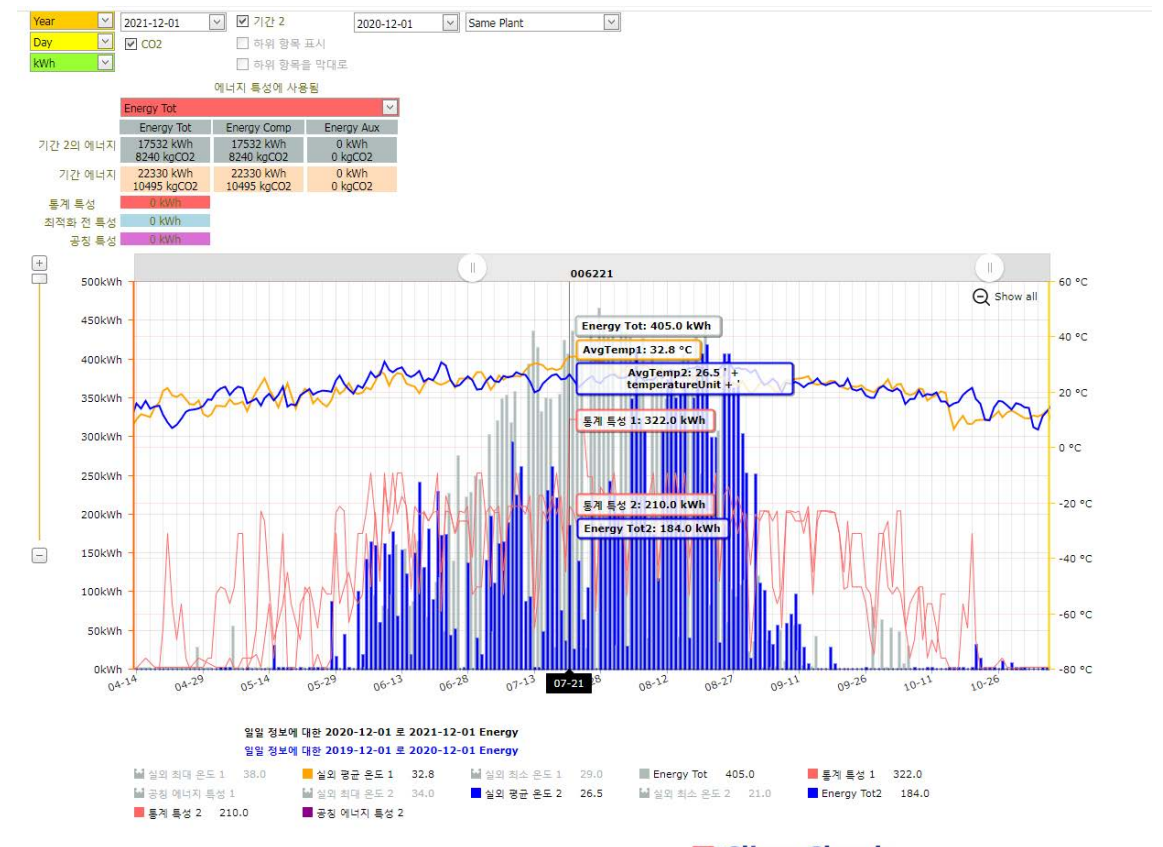 Year 2021-12-01 기간 2 2020-12-01 Same Plant
Day CO2 하위 항목 표시
kWh 하위 항목을 막대로
에너지 특성에 사용됨
Energy Tot
Energy Tot Energy Comp Energy Aux
기간 2의 에너지 17532 kWh 17532 kWh 0 kWh
8240 kgCO2 8240 kgCO2 0 kgCO2
기간 에너지 22330 kWh 22330 kWh 0 kWh
10495 kgCO2 10495 kgCO2 0 kgCO2
통계 특성 0 kWh
최적화 전 특성 0 kWh
공칭 특성 0 kWh
006221
500kWh 60 °C
Show all
450kWh 40 °C
400kWh 20 °C
350kWh 0 °C
300kWh -20 °C
250kWh -40 °C
200kWh -60 °C
150kWh -80 °C
100kWh
50kWh
0kWh
Energy Tot: 405.0 kWh
AvgTemp1: 32.8 °C
AvgTemp2: 26.5 ' +
temperatureUnit + '
통계 특성 1: 322.0 kWh
통계 특성 2: 210.0 kWh
Energy Tot2: 184.0 kWh
04-14 04-29 05-14 05-29 06-13 06-28 07-13 07-21 28 08-12 08-27 09-11 09-26 10-11 10-26
일일 정보에 대한 2020-12-01 로 2021-12-01 Energy
일일 정보에 대한 2019-12-01 로 2020-12-01 Energy
실외 최대 온도 1 38.0 실외 평균 온도 1 32.8 실외 최소 온도 1 29.0 Energy Tot 405.0 통계 특성 1 322.0
공칭 에너지 특성 1 실외 최대 온도 2 34.0 실외 평균 온도 2 26.5 실외 최소 온도 2 21.0 Energy Tot2 184.0
통계 특성 2 210.0 공칭 에너지 특성 2